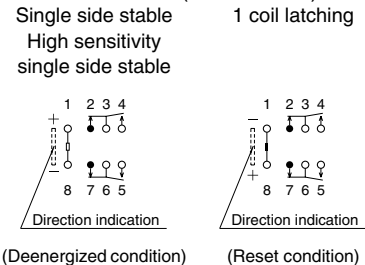 Single side stable
High sensitivity
single side stable
1 coil latching
+ 1 2 3 4
– 8 7 6 5
Direction indication
(Deenergized condition)
– 1 2 3 4
+ 8 7 6 5
Direction indication
(Reset condition)